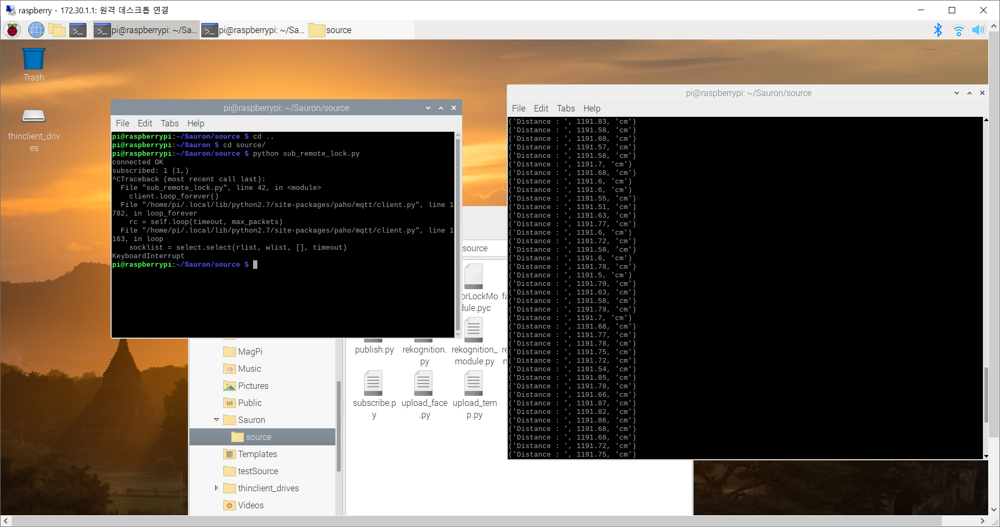 raspberry - 172.30.1.1: 원격 데스크톱 연결
pi@raspberrypi: ~/Sa...
pi@raspberrypi: ~/Sa...
source
Trash
thinclient_driv
es
pi@raspberrypi: ~/Sauron/source
File Edit Tabs Help
pi@raspberrypi:~/Sauron/source $ cd ..
pi@raspberrypi:~/Sauron $ cd source/
pi@raspberrypi:~/Sauron/source $ python sub_remote_lock.py
connected OK
subscribed: 1 (1,)
^CTraceback (most recent call last):
  File "sub_remote_lock.py", line 42, in <module>
    client.loop_forever()
  File "/home/pi/.local/lib/python2.7/site-packages/paho/mqtt/client.py", line 1
782, in loop_forever
    rc = self.loop(timeout, max_packets)
  File "/home/pi/.local/lib/python2.7/site-packages/paho/mqtt/client.py", line 1
163, in loop
    socklist = select.select(rlist, wlist, [], timeout)
KeyboardInterrupt
pi@raspberrypi:~/Sauron/source $
source
orLockMo
dule.pyc
fa
publish.py
rekognition.
py
rekognition_
module.py
subscribe.p
y
upload_face
.py
upload_tem
p.py
MagPi
Music
Pictures
Public
Sauron
source
Templates
testSource
thinclient_drives
Videos
pi@raspberrypi: ~/Sauron/source
File Edit Tabs Help
('Distance : ', 1191.83, 'cm')
('Distance : ', 1191.58, 'cm')
('Distance : ', 1191.68, 'cm')
('Distance : ', 1191.57, 'cm')
('Distance : ', 1191.58, 'cm')
('Distance : ', 1191.7, 'cm')
('Distance : ', 1191.68, 'cm')
('Distance : ', 1191.6, 'cm')
('Distance : ', 1191.6, 'cm')
('Distance : ', 1191.55, 'cm')
('Distance : ', 1191.51, 'cm')
('Distance : ', 1191.63, 'cm')
('Distance : ', 1191.77, 'cm')
('Distance : ', 1191.6, 'cm')
('Distance : ', 1191.72, 'cm')
('Distance : ', 1191.58, 'cm')
('Distance : ', 1191.6, 'cm')
('Distance : ', 1191.78, 'cm')
('Distance : ', 1191.5, 'cm')
('Distance : ', 1191.79, 'cm')
('Distance : ', 1191.63, 'cm')
('Distance : ', 1191.58, 'cm')
('Distance : ', 1191.79, 'cm')
('Distance : ', 1191.7, 'cm')
('Distance : ', 1191.68, 'cm')
('Distance : ', 1191.77, 'cm')
('Distance : ', 1191.78, 'cm')
('Distance : ', 1191.75, 'cm')
('Distance : ', 1191.72, 'cm')
('Distance : ', 1191.54, 'cm')
('Distance : ', 1191.85, 'cm')
('Distance : ', 1191.78, 'cm')
('Distance : ', 1191.66, 'cm')
('Distance : ', 1191.87, 'cm')
('Distance : ', 1191.82, 'cm')
('Distance : ', 1191.86, 'cm')
('Distance : ', 1191.68, 'cm')
('Distance : ', 1191.68, 'cm')
('Distance : ', 1191.72, 'cm')
('Distance : ', 1191.75, 'cm')